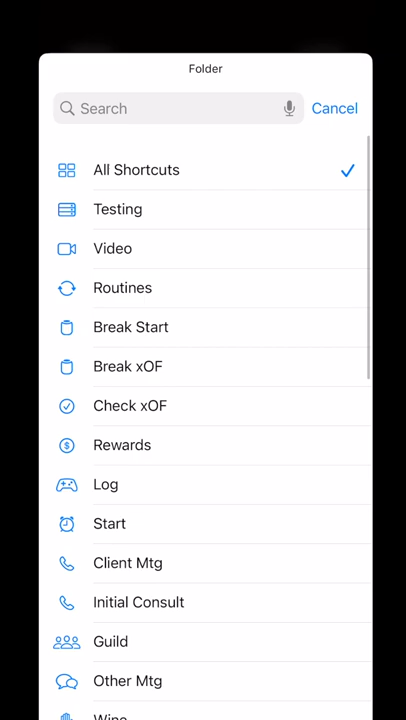 Folder
Search
Cancel
All Shortcuts
Testing
Video
Routines
Break Start
Break xOF
Check xOF
Rewards
Log
Start
Client Mtg
Initial Consult
Guild
Other Mtg